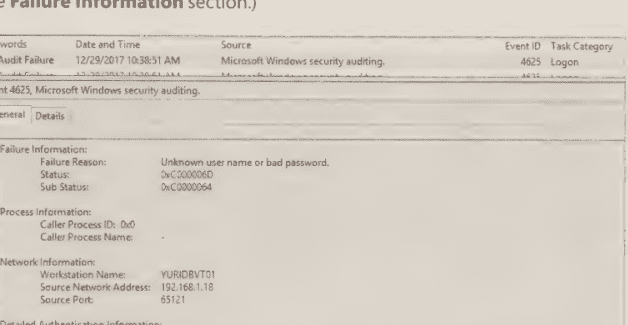 e Failure Information section.)
words Date and Time Source Event ID Task Category
Audit Failure 12/29/2017 10:38:51 AM Microsoft Windows security auditing. 4625 Logon
nt 4625, Microsoft Windows security auditing.
eneral Details
Failure Information:
Failure Reason: Unknown user name or bad password.
Status: 0xC000006D
Sub Status: 0xC0000064
Process Information:
Caller Process ID: 0x0
Caller Process Name: -
Network Information:
Workstation Name: YURIDBVT01
Source Network Address: 192.168.1.18
Source Port: 65121
Detailed Authentication Information: